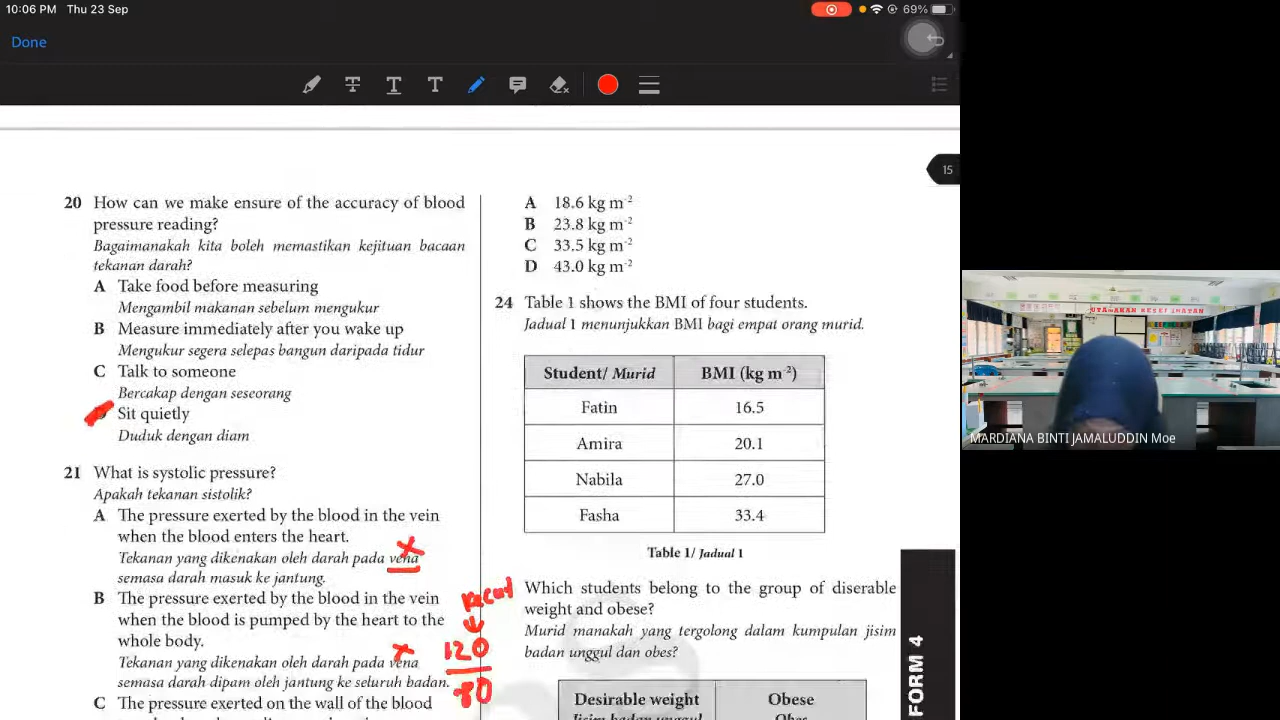 10:06 PM Thu 23 Sep
69%
Done
T T T
15
20 How can we make ensure of the accuracy of blood
pressure reading?
Bagaimanakah kita boleh memastikan kejituan bacaan
tekanan darah?
A Take food before measuring
Mengambil makanan sebelum mengukur
B Measure immediately after you wake up
Mengukur segera selepas bangun daripada tidur
C Talk to someone
Bercakap dengan seseorang
D Sit quietly
Duduk dengan diam
21 What is systolic pressure?
Apakah tekanan sistolik?
A The pressure exerted by the blood in the vein
when the blood enters the heart.
Tekanan yang dikenakan oleh darah pada vena
semasa darah masuk ke jantung.
B The pressure exerted by the blood in the vein
when the blood is pumped by the heart to the
whole body.
Tekanan yang dikenakan oleh darah pada vena
semasa darah dipam oleh jantung ke seluruh badan.
C The pressure exerted on the wall of the blood
120
80
A 18.6 kg m⁻²
B 23.8 kg m⁻²
C 33.5 kg m⁻²
D 43.0 kg m⁻²
24 Table 1 shows the BMI of four students.
Jadual 1 menunjukkan BMI bagi empat orang murid.
Student/ Murid BMI (kg m⁻²)
Fatin 16.5
Amira 20.1
Nabila 27.0
Fasha 33.4
Table 1/ Jadual 1
Which students belong to the group of diserable
weight and obese?
Murid manakah yang tergolong dalam kumpulan jisim
badan unggul dan obes?
Desirable weight Obese
Jisim badan unggul Obes
FORM 4
UTAMAKAN KESELAMATAN
MARDIANA BINTI JAMALUDDIN Moe